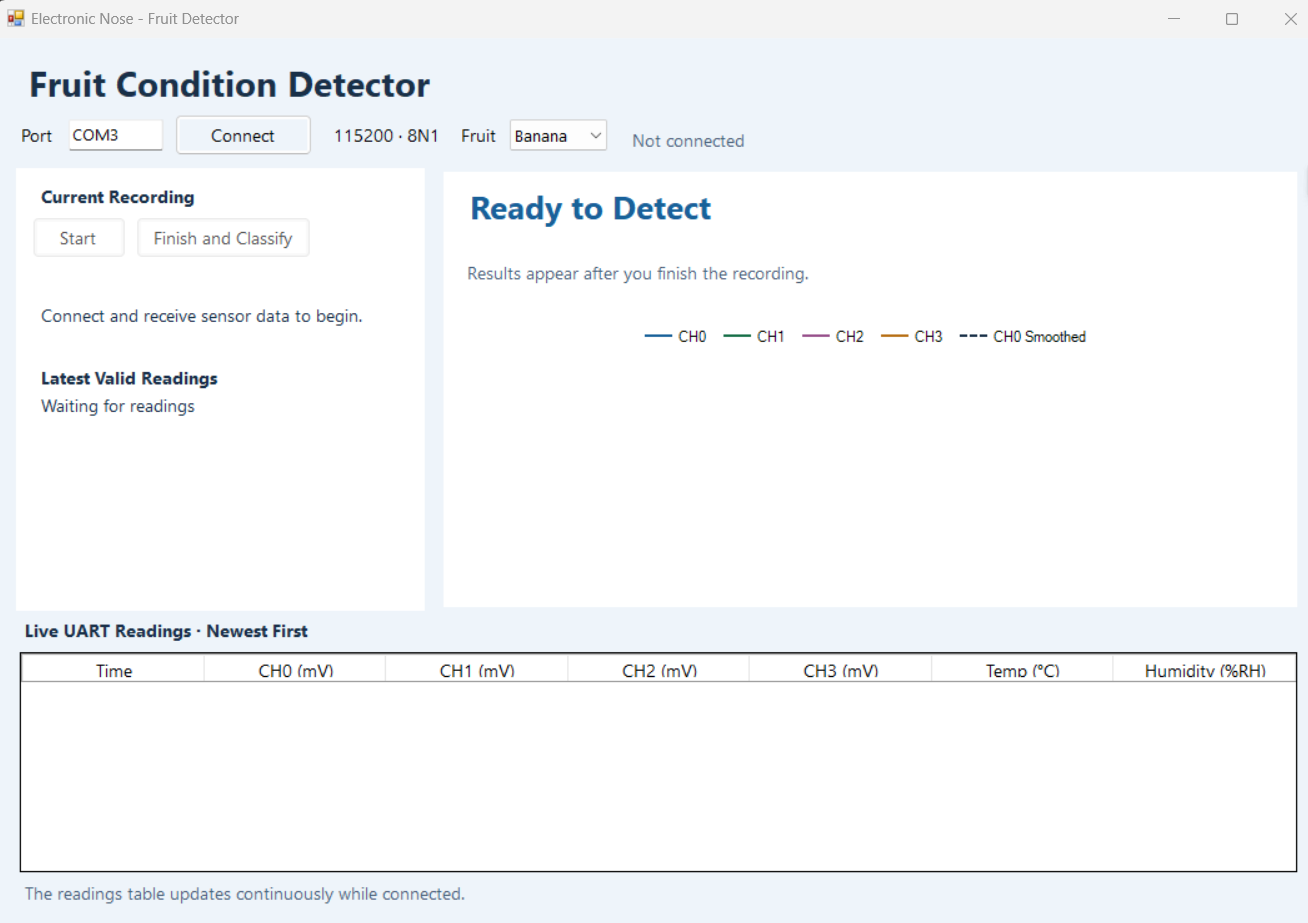 Electronic Nose - Fruit Detector
Fruit Condition Detector
Port COM3 Connect 115200 · 8N1 Fruit Banana Not connected
Current Recording
Start Finish and Classify
Connect and receive sensor data to begin.
Latest Valid Readings
Waiting for readings
Ready to Detect
Results appear after you finish the recording.
CH0 CH1 CH2 CH3 CH0 Smoothed
Live UART Readings · Newest First
Time CH0 (mV) CH1 (mV) CH2 (mV) CH3 (mV) Temp (°C) Humidity (%RH)
The readings table updates continuously while connected.